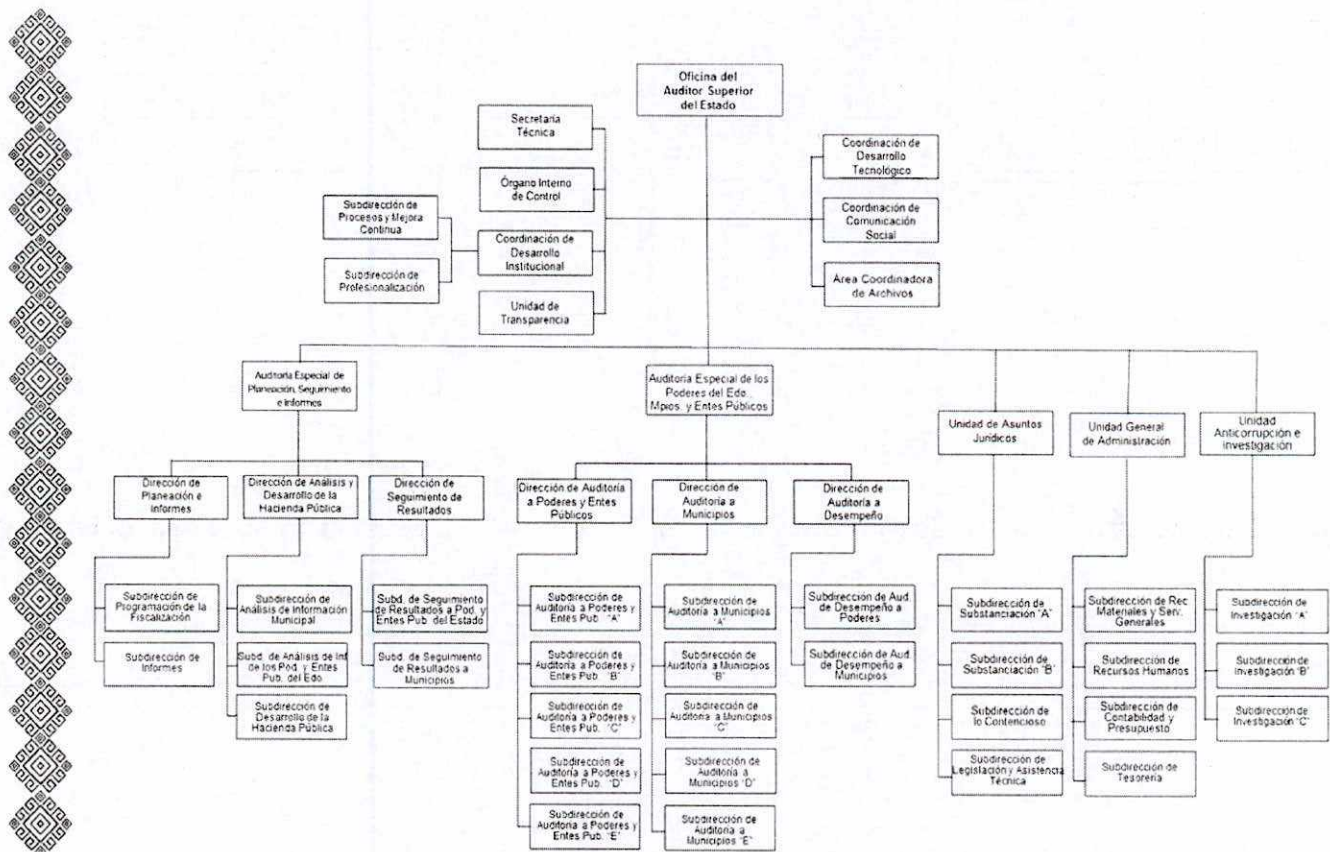 Oficina del
Auditor Superior
del Estado
Secretaría
Técnica
Órgano Interno
de Control
Coordinación de
Desarrollo
Institucional
Unidad de
Transparencia
Subdirección de
Procesos y Mejora
Continua
Subdirección de
Profesionalización
Coordinación de
Desarrollo
Tecnológico
Coordinación de
Comunicación
Social
Area Coordinadora
de Archivos
Auditoría Especial de
Planeación, Seguimiento
e Informes
Auditoría Especial de los
Poderes del Edo.,
Mpios. y Entes Públicos
Unidad de Asuntos
Jurídicos
Unidad General
de Administración
Unidad
Anticorrupción e
Investigación
Dirección de
Planeación e
Informes
Dirección de Análisis y
Desarrollo de la
Hacienda Pública
Dirección de
Seguimiento de
Resultados
Dirección de Auditoría
a Poderes y Entes
Públicos
Dirección de
Auditoría a
Municipios
Dirección de
Auditoría a
Desempeño
Subdirección de
Programación de la
Fiscalización
Subdirección de
Informes
Subdirección de
Análisis de Información
Municipal
Subd. de Análisis de Inf.
de los Pod. y Entes
Pub. del Edo
Subdirección de
Desarrollo de la
Hacienda Pública
Subd. de Seguimiento
de Resultados a Pod. y
Entes Pub. del Estado
Subd. de Seguimiento
de Resultados a
Municipios
Subdirección de
Auditoría a Poderes y
Entes Pub. "A"
Subdirección de
Auditoría a Poderes y
Entes Pub. "B"
Subdirección de
Auditoría a Poderes y
Entes Pub. "C"
Subdirección de
Auditoría a Poderes y
Entes Pub. "D"
Subdirección de
Auditoría a Poderes y
Entes Pub. "E"
Subdirección de
Auditoría a Municipios
"A"
Subdirección de
Auditoría a Municipios
"B"
Subdirección de
Auditoría a Municipios
"C"
Subdirección de
Auditoría a
Municipios "D"
Subdirección de
Auditoría a
Municipios "E"
Subdirección de Aud.
de Desempeño a
Poderes
Subdirección de Aud.
de Desempeño a
Municipios
Subdirección de
Substanciación "A"
Subdirección de
Substanciación "B"
Subdirección de
lo Contencioso
Subdirección de
Legislación y Asistencia
Técnica
Subdirección de Rec.
Materiales y Serv.
Generales
Subdirección de
Recursos Humanos
Subdirección de
Contabilidad y
Presupuesto
Subdirección de
Tesorería
Subdirección de
Investigación "A"
Subdirección de
Investigación "B"
Subdirección de
Investigación "C"